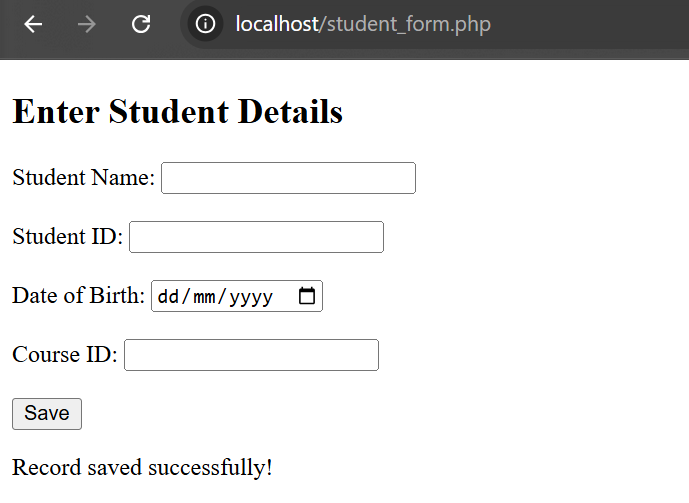 localhost/student_form.php
Enter Student Details
Student Name:
Student ID:
Date of Birth: dd/mm/yyyy
Course ID:
Save
Record saved successfully!